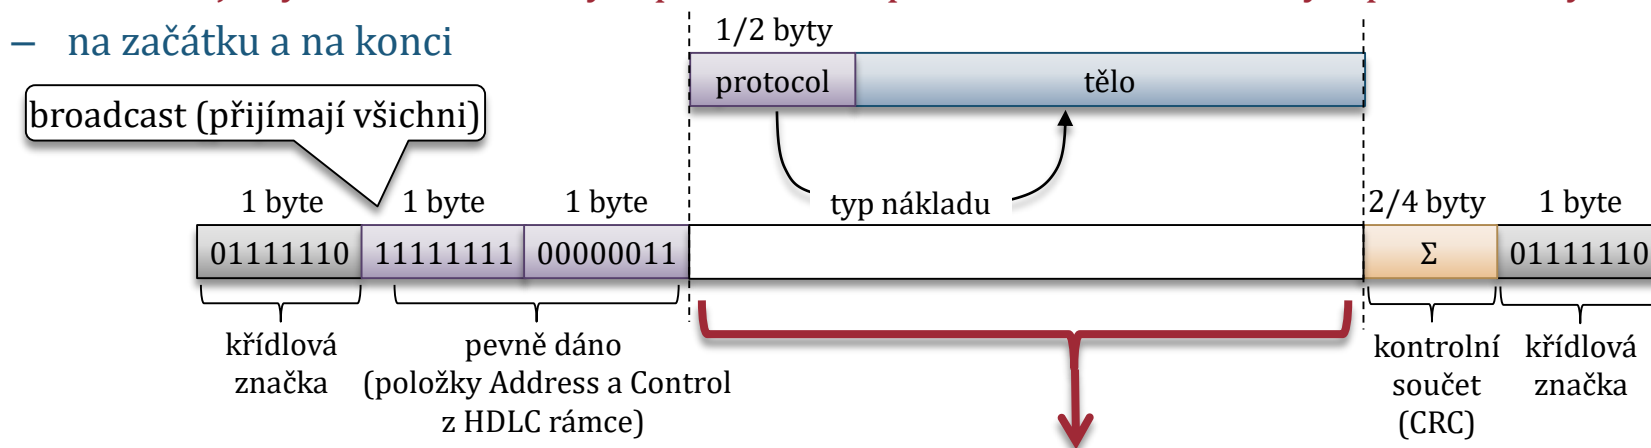 – na začátku a na konci
1/2 byty
protocol tělo
broadcast (přijímají všichni)
typ nákladu
1 byte 1 byte 1 byte 2/4 byty 1 byte
01111110 11111111 00000011 Σ 01111110
křídlová
značka
pevně dáno
(položky Address a Control
z HDLC rámce)
kontrolní
součet
(CRC)
křídlová
značka